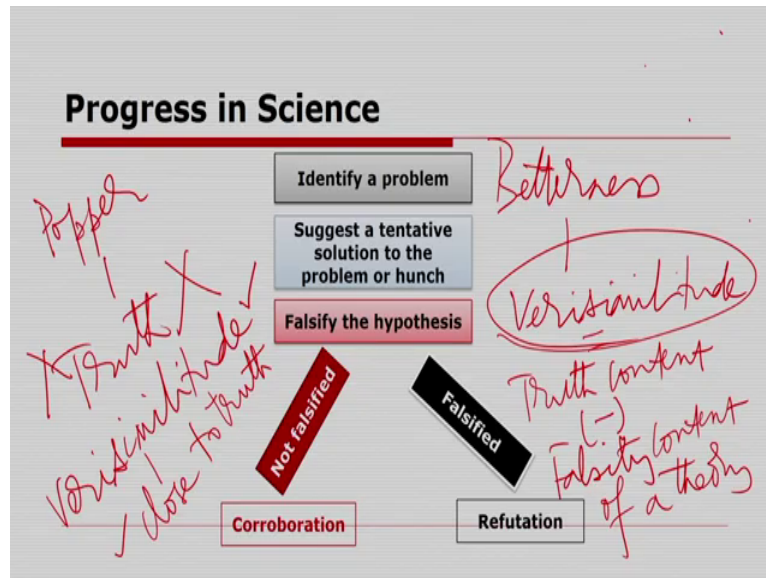 Progress in Science
Identify a problem
Suggest a tentative
solution to the
problem or hunch
Falsify the hypothesis
Not falsified
Falsified
Corroboration
Refutation
Popper
X Truth X
verisimilitude ✓
✓ close to truth
Betterness
Verisimilitude
Truth content
(-)
Falsity content
of a theory